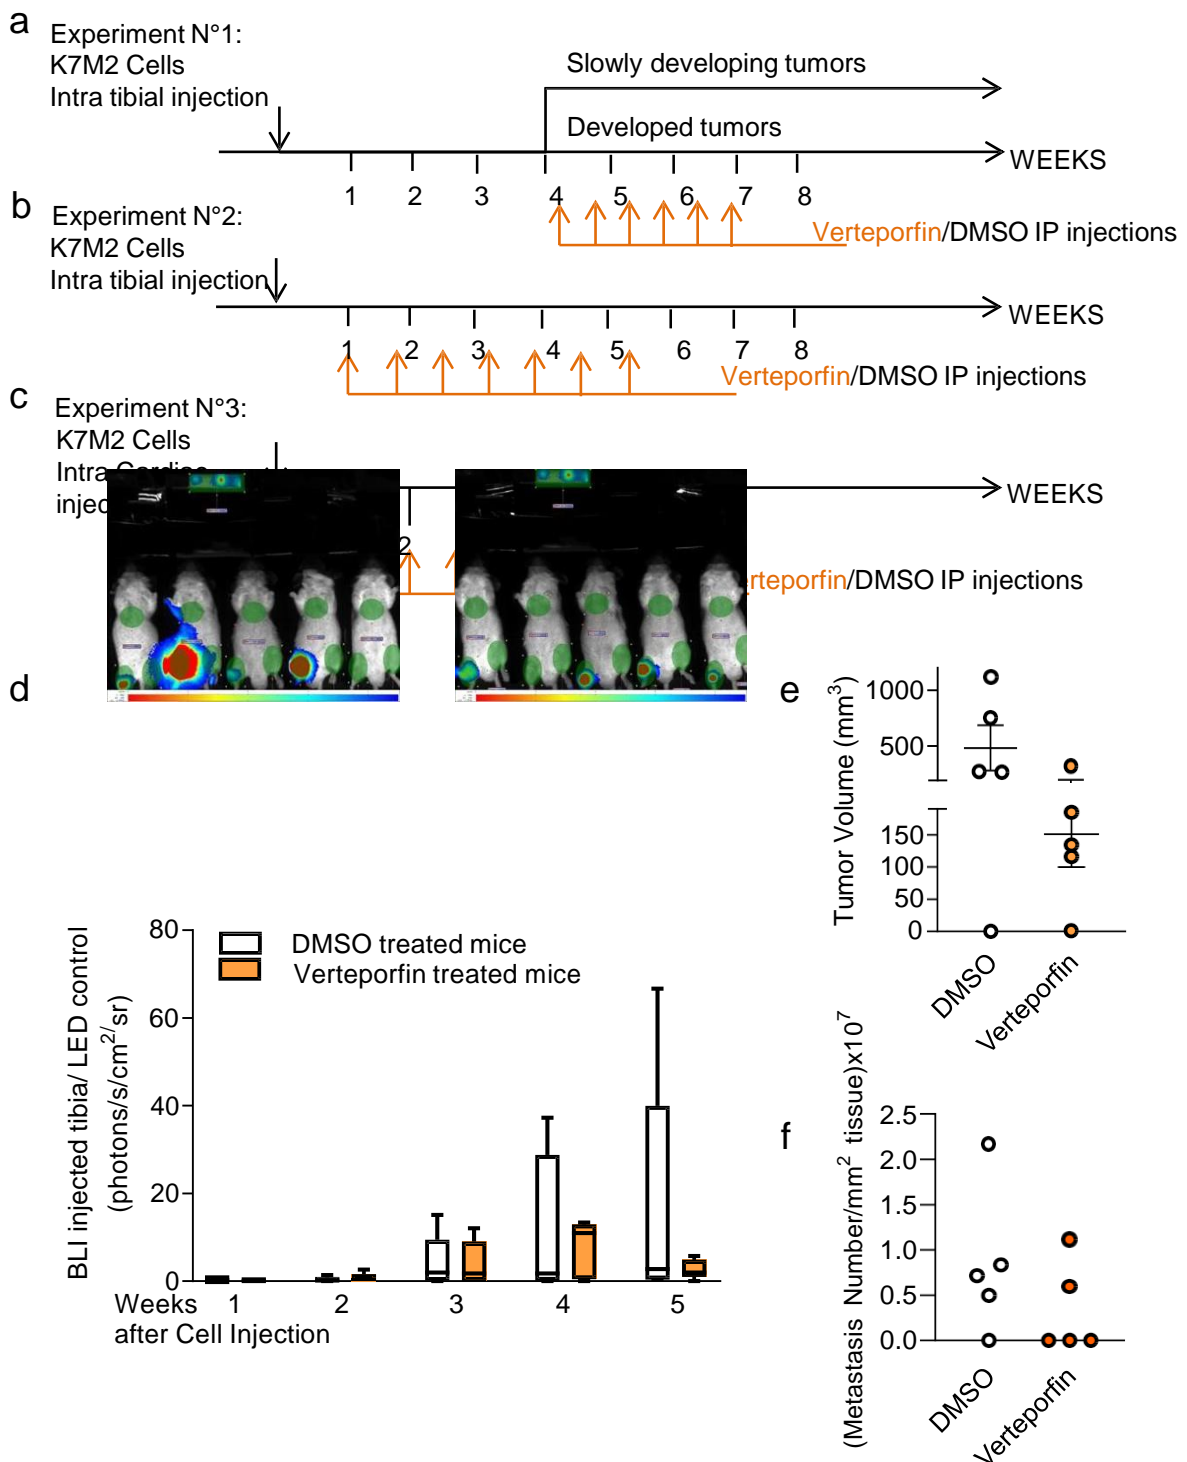 a
Experiment N°1:
K7M2 Cells
Intra tibial injection
Slowly developing tumors
Developed tumors
WEEKS
1 2 3 4 5 6 7 8
Verteporfin/DMSO IP injections
b
Experiment N°2:
K7M2 Cells
Intra tibial injection
WEEKS
1 2 3 4 5 6 7 8
Verteporfin/DMSO IP injections
c
Experiment N°3:
K7M2 Cells
Intra Cardiac
injec
WEEKS
2
rteporfin/DMSO IP injections
d
BLI injected tibia/ LED control
(photons/s/cm²/sr)
80
60
40
20
0
DMSO treated mice
Verteporfin treated mice
Weeks 1 2 3 4 5
after Cell Injection
e
Tumor Volume (mm³)
1000
500
150
100
50
0
DMSO
Verteporfin
f
(Metastasis Number/mm² tissue)x10⁷
2.5
2.0
1.5
1.0
0.5
0.0
DMSO
Verteporfin